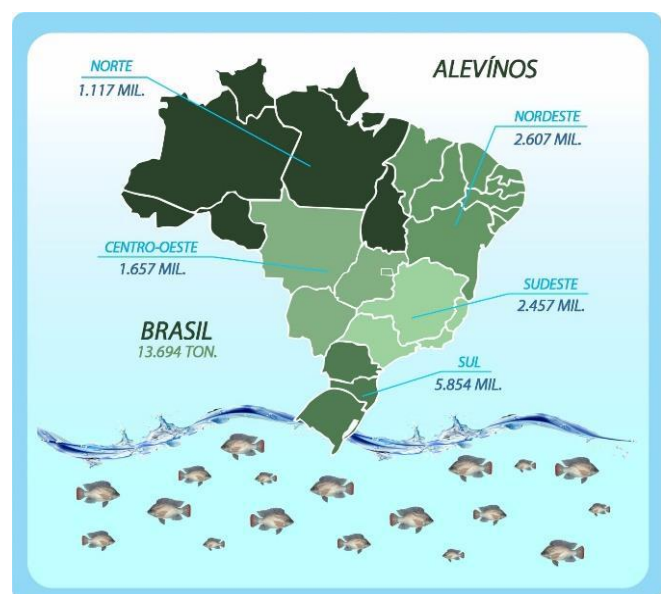 ALEVÍNOS
NORTE
1.117 MIL.
NORDESTE
2.607 MIL.
CENTRO-OESTE
1.657 MIL.
SUDESTE
2.457 MIL.
BRASIL
13.694 TON.
SUL
5.854 MIL.